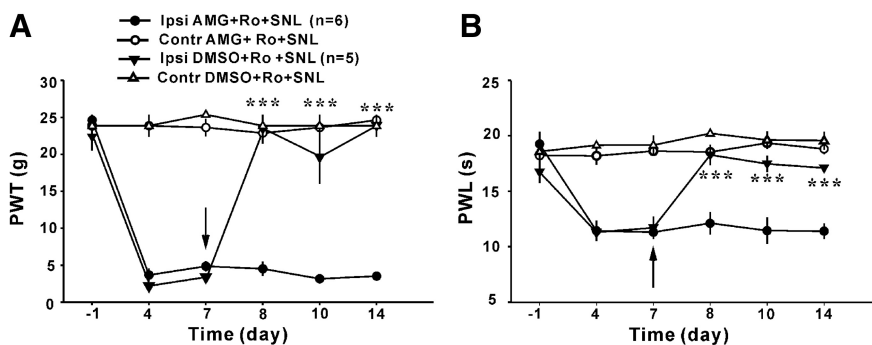 A
B
Ipsi AMG+Ro+SNL (n=6)
Contr AMG+ Ro+SNL
Ipsi DMSO+Ro +SNL (n=5)
Contr DMSO+Ro+SNL
30
25
20
15
10
5
0
PWT (g)
***
***
***
-1 4 7 8 10 14
Time (day)
25
20
15
10
5
PWL (s)
***
***
***
-1 4 7 8 10 14
Time (day)